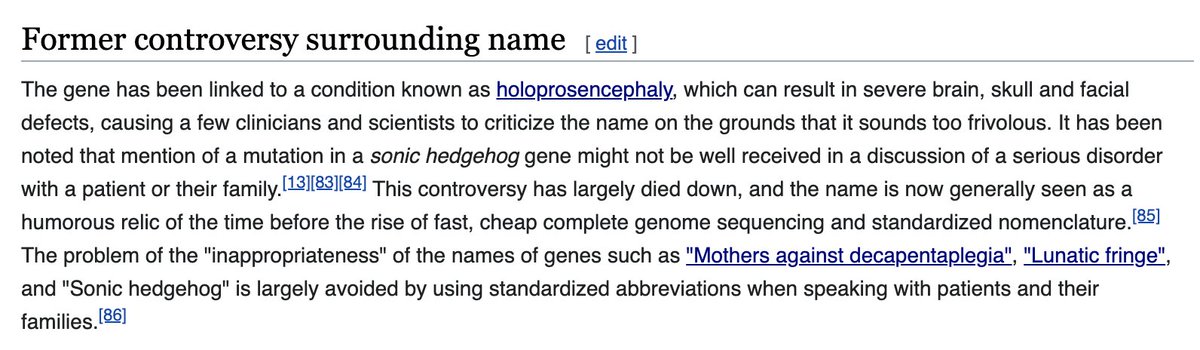 Former controversy surrounding name [ edit ]
The gene has been linked to a condition known as holoprosencephaly, which can result in severe brain, skull and facial
defects, causing a few clinicians and scientists to criticize the name on the grounds that it sounds too frivolous. It has been
noted that mention of a mutation in a sonic hedgehog gene might not be well received in a discussion of a serious disorder
with a patient or their family.[13][83][84] This controversy has largely died down, and the name is now generally seen as a
humorous relic of the time before the rise of fast, cheap complete genome sequencing and standardized nomenclature.[85]
The problem of the "inappropriateness" of the names of genes such as "Mothers against decapentaplegia", "Lunatic fringe",
and "Sonic hedgehog" is largely avoided by using standardized abbreviations when speaking with patients and their
families.[86]